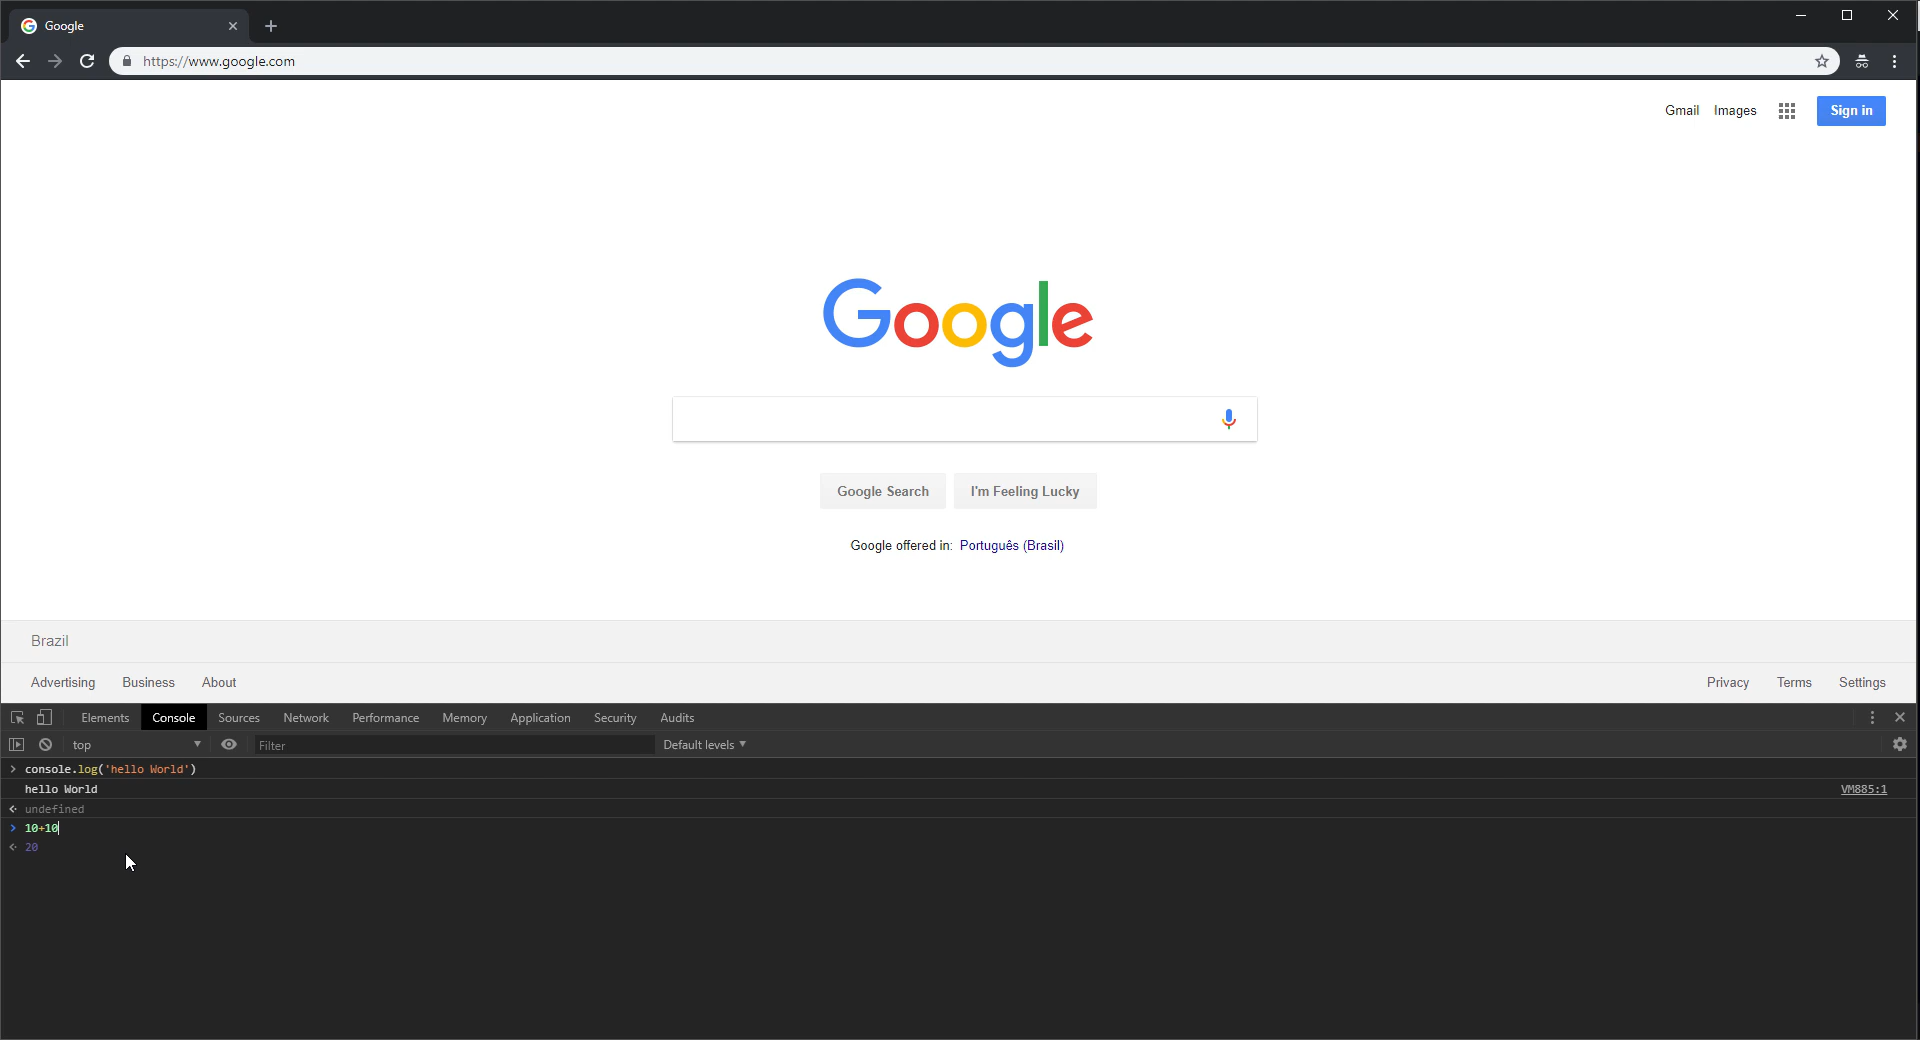 Google
https://www.google.com
Gmail Images Sign in
Google
Google Search I'm Feeling Lucky
Google offered in: Português (Brasil)
Brazil
Advertising Business About Privacy Terms Settings
Elements Console Sources Network Performance Memory Application Security Audits
top Filter Default levels
> console.log('hello World')
hello World VM885:1
undefined
> 10+10
20